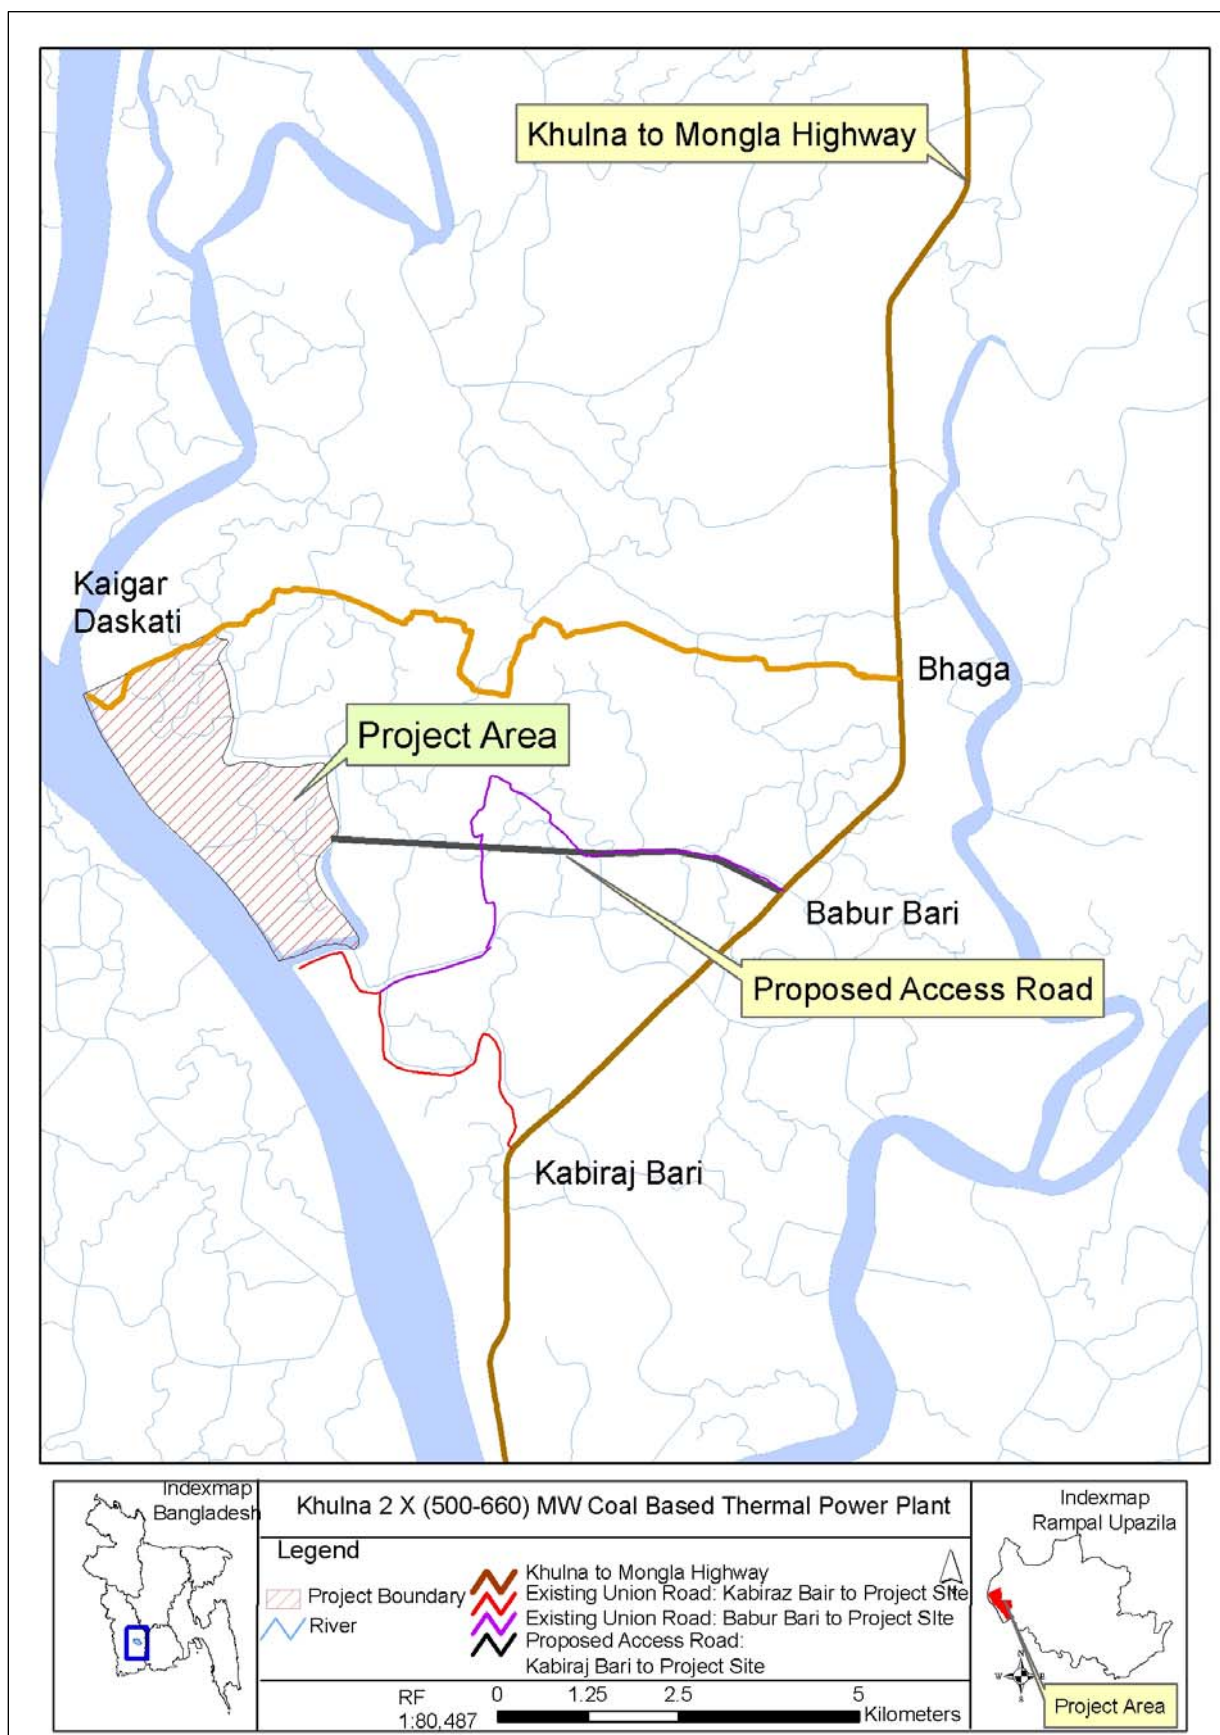 Khulna to Mongla Highway
Kaigar
Daskati
Bhaga
Project Area
Babur Bari
Proposed Access Road
Kabiraj Bari
Indexmap
Bangladesh
Khulna 2 X (500-660) MW Coal Based Thermal Power Plant
Legend
Project Boundary
River
Khulna to Mongla Highway
Existing Union Road: Kabiraz Bair to Project Site
Existing Union Road: Babur Bari to Project SIte
Proposed Access Road:
Kabiraj Bari to Project Site
RF
1:80,487
0 1.25 2.5 5
Kilometers
Indexmap
Rampal Upazila
N
W E
S
Project Area